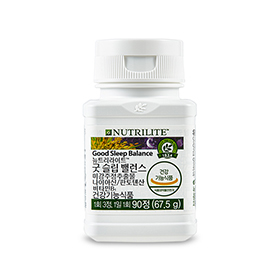 NUTRILITE™
Good Sleep Balance
뉴트리라이트™
굿 슬립 밸런스
미강주정추출물
나이아신/판토텐산
비타민B₆
건강기능식품
1회 3정, 1일 1회 90정 (67.5 g)
건강
기능식품